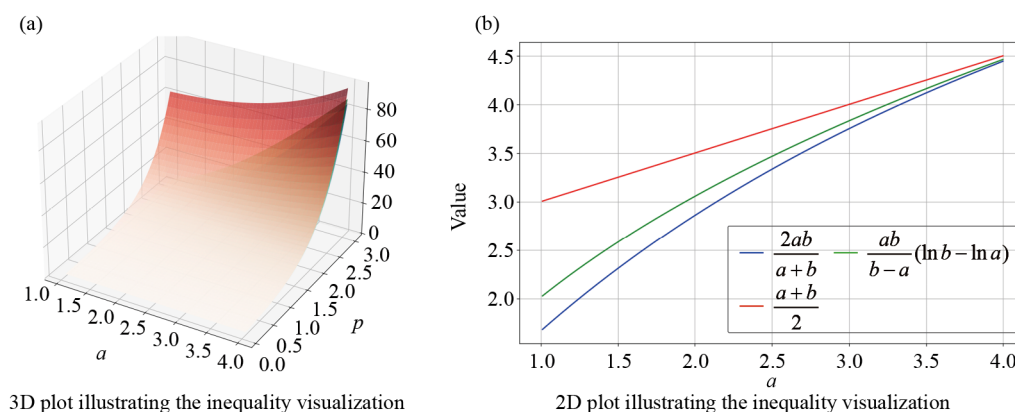 (a)
80
60
40
20
0
1.0
1.5
2.0
2.5
3.0
3.5
4.0
a
0.0
0.5
1.0
1.5
2.0
2.5
3.0
p
3D plot illustrating the inequality visualization
(b)
Value
4.5
4.0
3.5
3.0
2.5
2.0
1.0 1.5 2.0 2.5 3.0 3.5 4.0
a
2ab/(a+b)
ab/(b−a) (ln b − ln a)
(a+b)/2
2D plot illustrating the inequality visualization